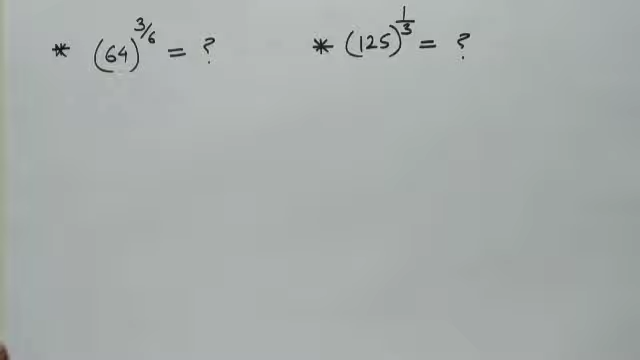 * (64)^{3/6} = ? * (125)^{1/3} = ?